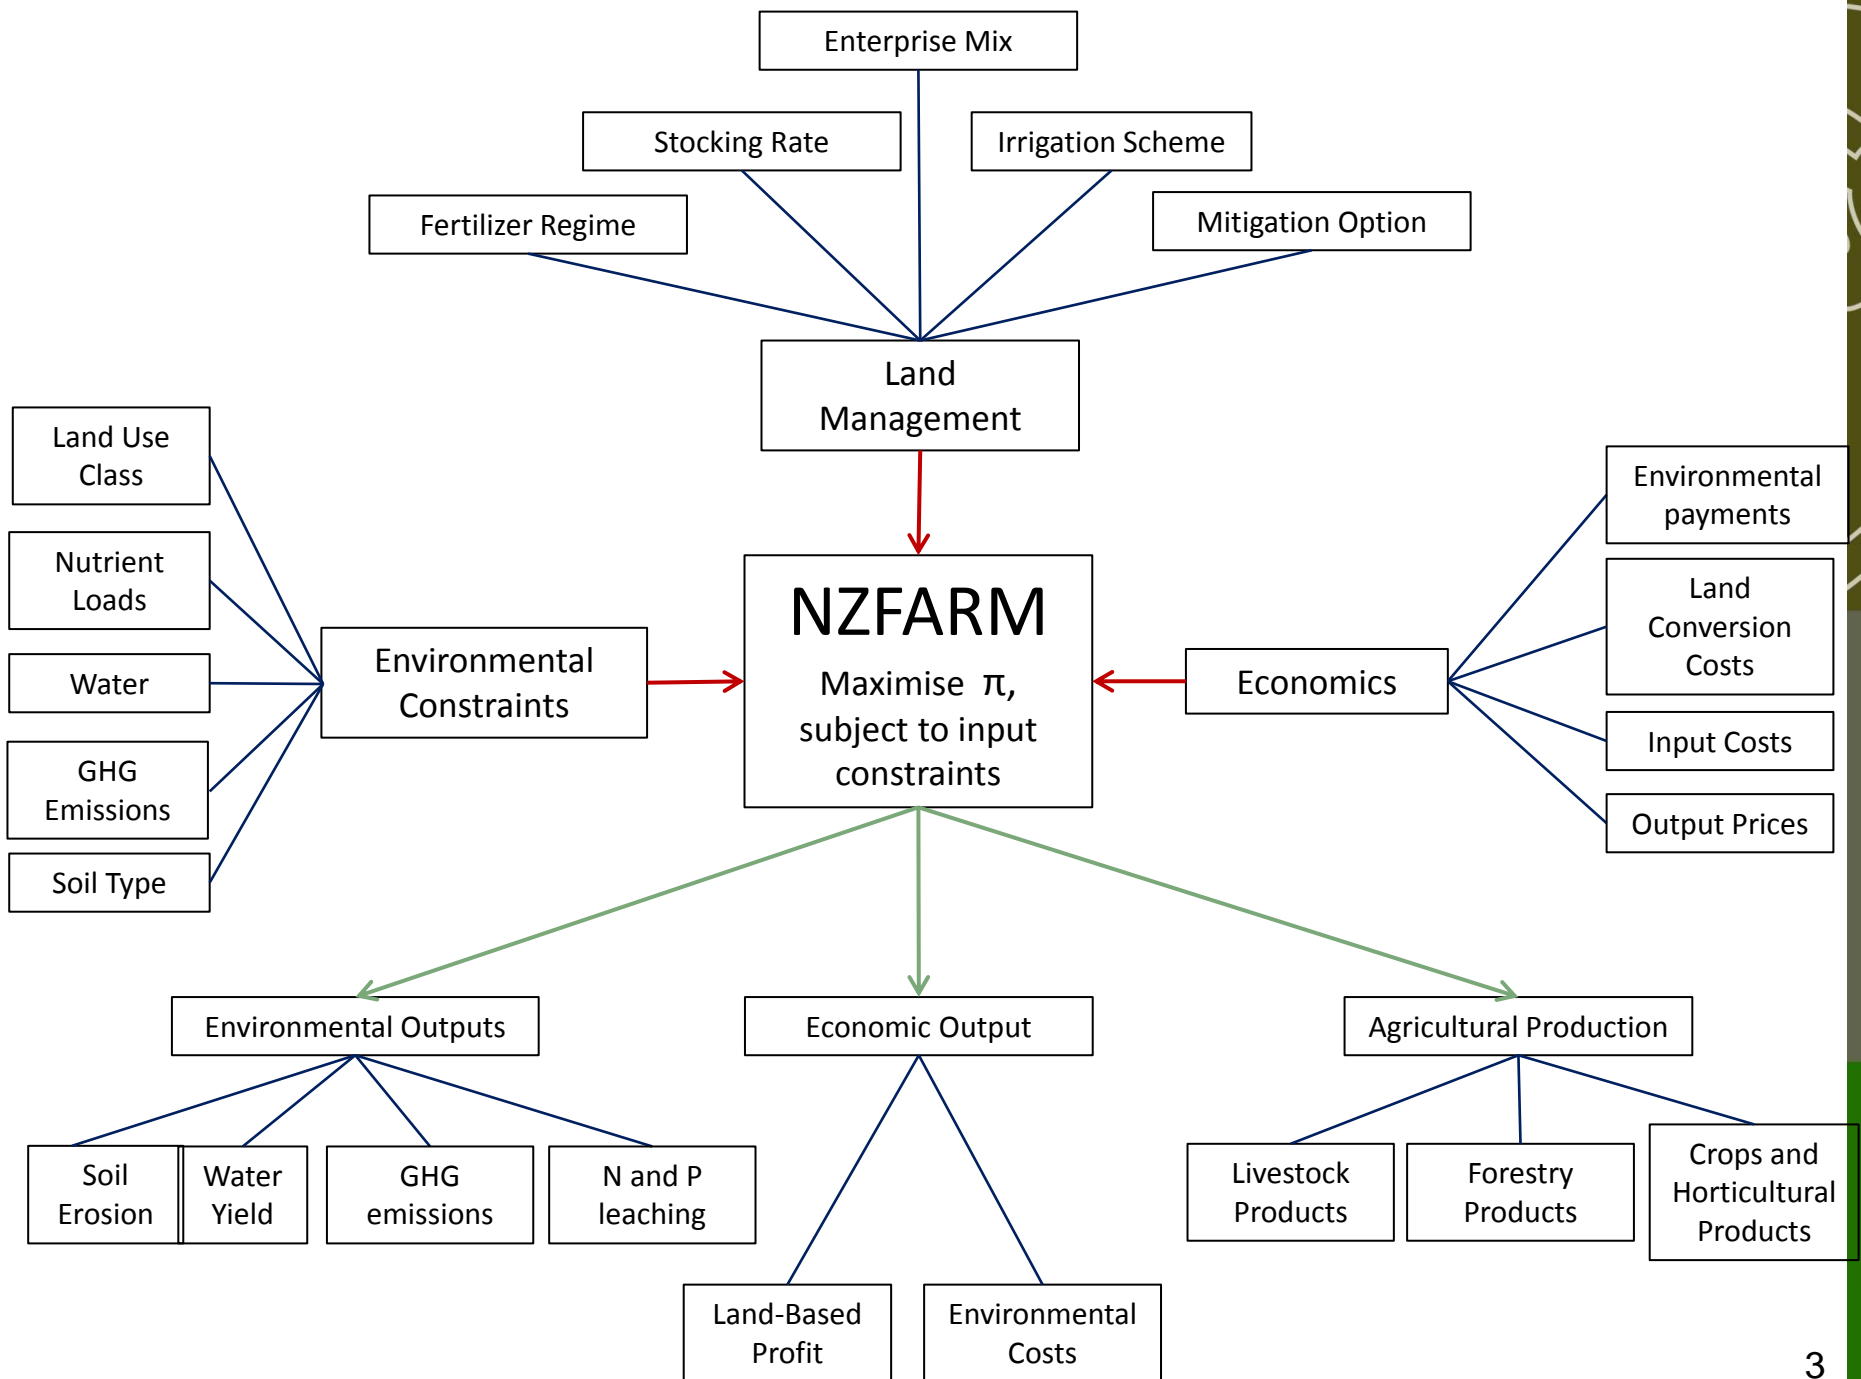 Enterprise Mix
Stocking Rate
Irrigation Scheme
Fertilizer Regime
Mitigation Option
Land
Management
Land Use
Class
Nutrient
Loads
Water
GHG
Emissions
Soil Type
Environmental
Constraints
NZFARM
Maximise π,
subject to input
constraints
Economics
Environmental
payments
Land
Conversion
Costs
Input Costs
Output Prices
Environmental Outputs
Economic Output
Agricultural Production
Soil
Erosion
Water
Yield
GHG
emissions
N and P
leaching
Land-Based
Profit
Environmental
Costs
Livestock
Products
Forestry
Products
Crops and
Horticultural
Products
3